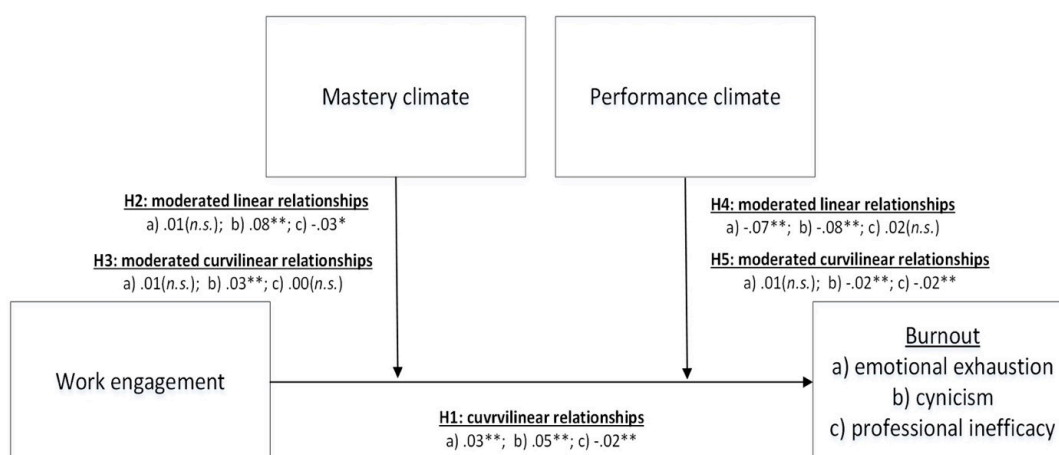 Mastery climate
Performance climate
H2: moderated linear relationships
a) .01(n.s.); b) .08**; c) -.03*
H3: moderated curvilinear relationships
a) .01(n.s.); b) .03**; c) .00(n.s.)
H4: moderated linear relationships
a) -.07**; b) -.08**; c) .02(n.s.)
H5: moderated curvilinear relationships
a) .01(n.s.); b) -.02**; c) -.02**
Work engagement
H1: cuvrvilinear relationships
a) .03**; b) .05**; c) -.02**
Burnout
a) emotional exhaustion
b) cynicism
c) professional inefficacy